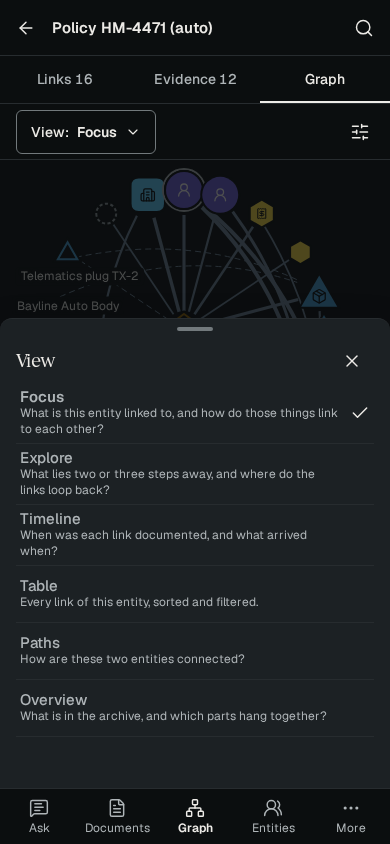 Policy HM-4471 (auto)
Links 16
Evidence 12
Graph
View: Focus
Telematics plug TX-2
Bayline Auto Body
View
Focus
What is this entity linked to, and how do those things link
to each other?
Explore
What lies two or three steps away, and where do the
links loop back?
Timeline
When was each link documented, and what arrived
when?
Table
Every link of this entity, sorted and filtered.
Paths
How are these two entities connected?
Overview
What is in the archive, and which parts hang together?
Ask
Documents
Graph
Entities
More